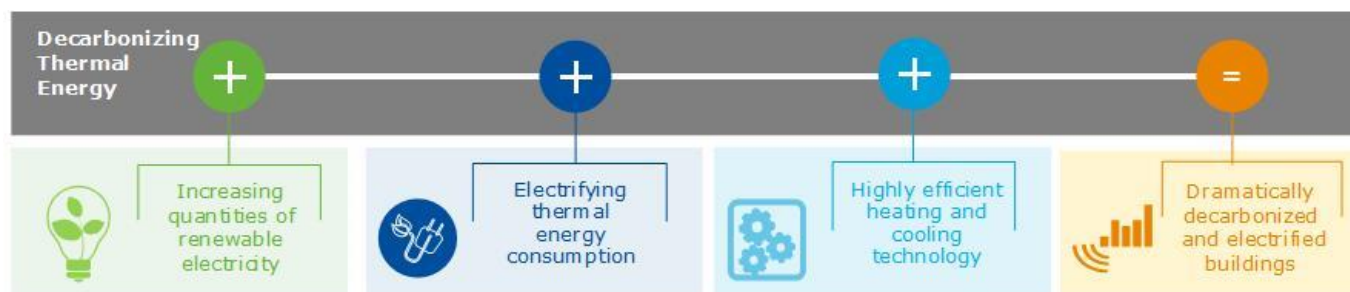 Decarbonizing
Thermal
Energy
+
+
+
=
Increasing
quantities of
renewable
electricity
Electrifying
thermal
energy
consumption
Highly efficient
heating and
cooling
technology
Dramatically
decarbonized
and electrified
buildings